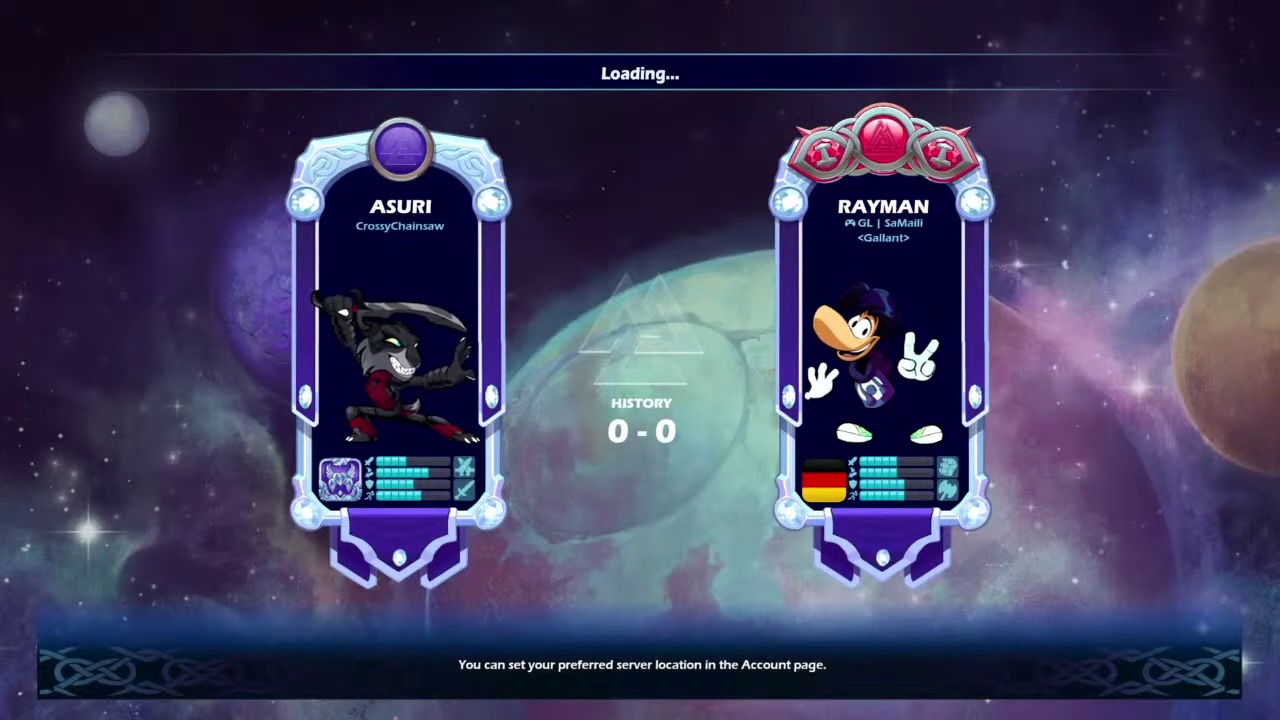 Loading...
ASURI
CrossyChainsaw
RAYMAN
GL | SaMaili
<Gallant>
HISTORY
0 - 0
You can set your preferred server location in the Account page.